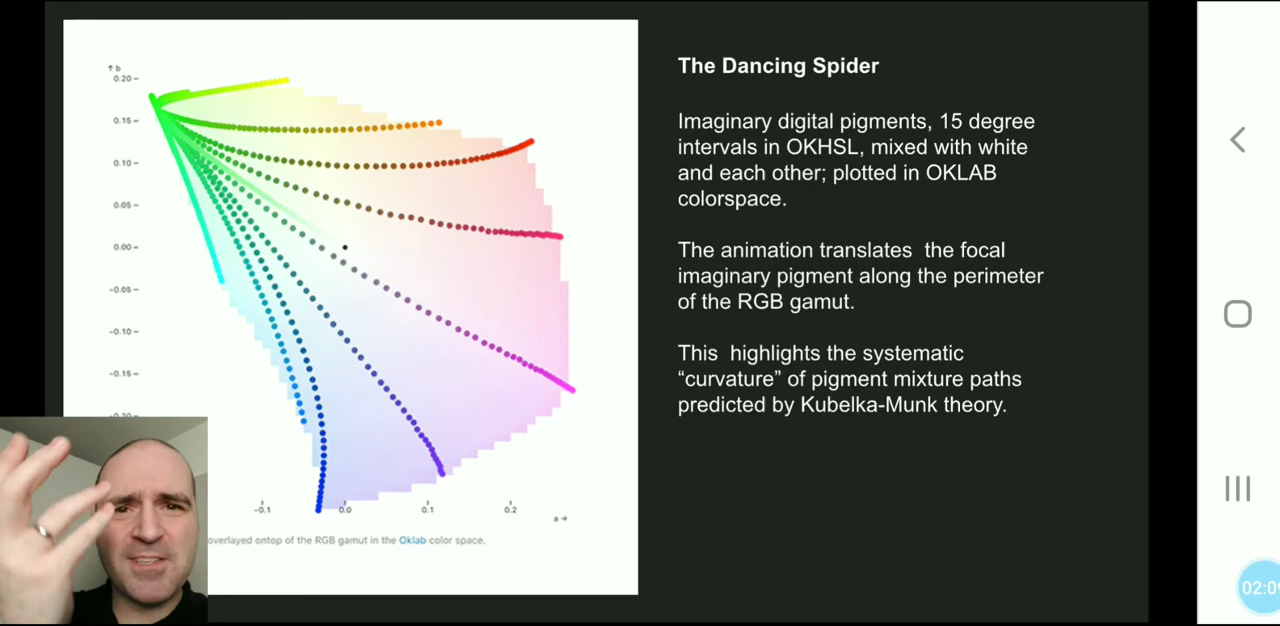 The Dancing Spider
Imaginary digital pigments, 15 degree
intervals in OKHSL, mixed with white
and each other; plotted in OKLAB
colorspace.
The animation translates  the focal
imaginary pigment along the perimeter
of the RGB gamut.
This  highlights the systematic
“curvature” of pigment mixture paths
predicted by Kubelka-Munk theory.
↑ b
0.20
0.15
0.10
0.05
0.00
-0.05
-0.10
-0.15
-0.1 0.0 0.1 0.2
a→
overlayed ontop of the RGB gamut in the Oklab color space.